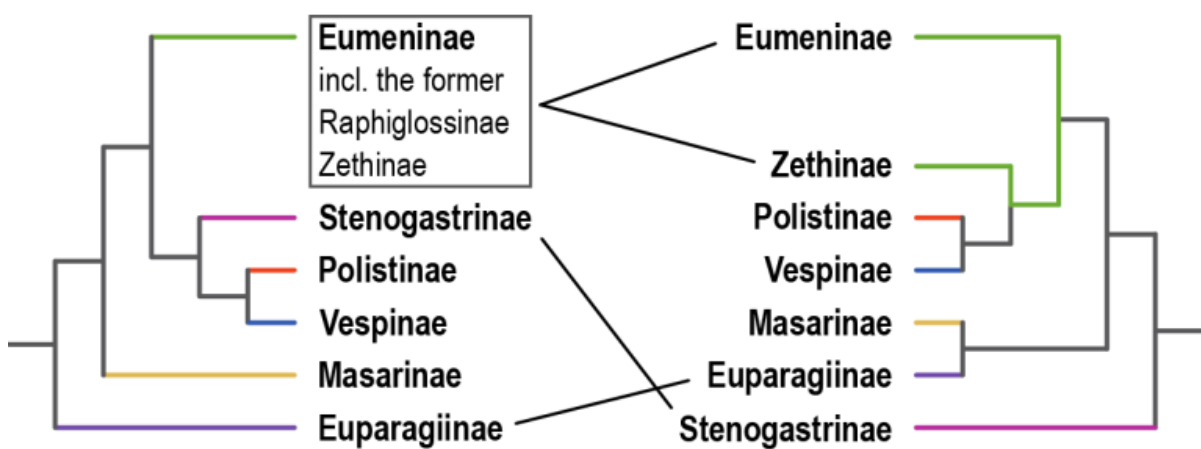 Eumeninae
incl. the former
Raphiglossinae
Zethinae
Stenogastrinae
Polistinae
Vespinae
Masarinae
Euparagiinae
Eumeninae
Zethinae
Polistinae
Vespinae
Masarinae
Euparagiinae
Stenogastrinae